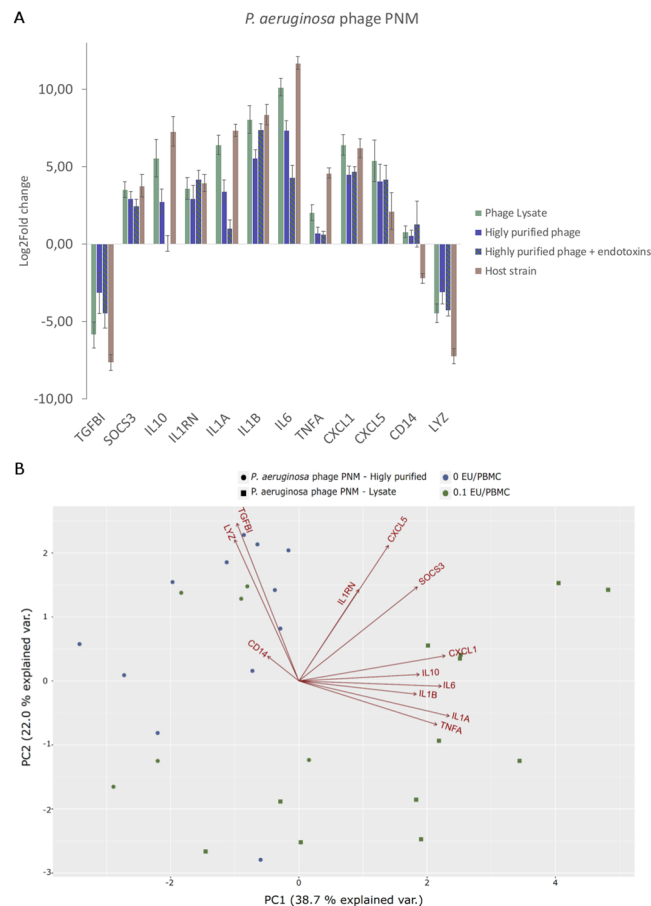 A
P. aeruginosa phage PNM
10,00
5,00
0,00
-5,00
-10,00
Log2Fold change
Phage Lysate
Higly purified phage
Highly purified phage + endotoxins
Host strain
TGFBI
SOCS3
IL10
IL1RN
IL1A
IL1B
IL6
TNFA
CXCL1
CXCL5
CD14
LYZ
B
P. aeruginosa phage PNM - Higly purified
0 EU/PBMC
P. aeruginosa phage PNM - Lysate
0.1 EU/PBMC
TGFBI
LYZ
CXCL5
SOCS3
IL1RN
CD14
CXCL1
IL10
IL6
IL1B
IL1A
TNFA
2
1
0
-1
-2
-3
PC2 (22.0 % explained var.)
-2 0 2 4
PC1 (38.7 % explained var.)